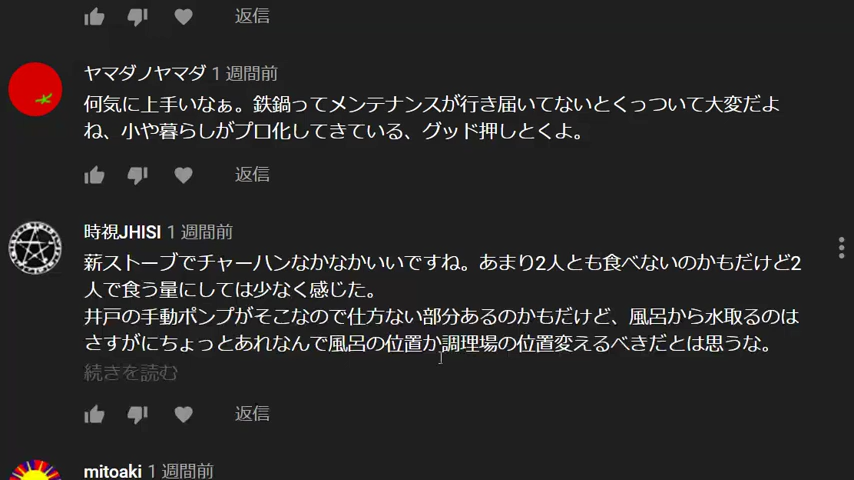 返信
ヤマダノヤマダ 1 週間前
何気に上手いなぁ。鉄鍋ってメンテナンスが行き届いてないとくっついて大変だよ
ね、小や暮らしがプロ化してきている、グッド押しとくよ。
返信
時視JHISI 1 週間前
薪ストーブでチャーハンなかなかいいですね。あまり2人とも食べないのかもだけど2
人で食う量にしては少なく感じた。
井戸の手動ポンプがそこなので仕方ない部分あるのかもだけど、風呂から水取るのは
さすがにちょっとあれなんで風呂の位置か調理場の位置変えるべきだとは思うな。
続きを読む
返信
mitoaki 1 週間前